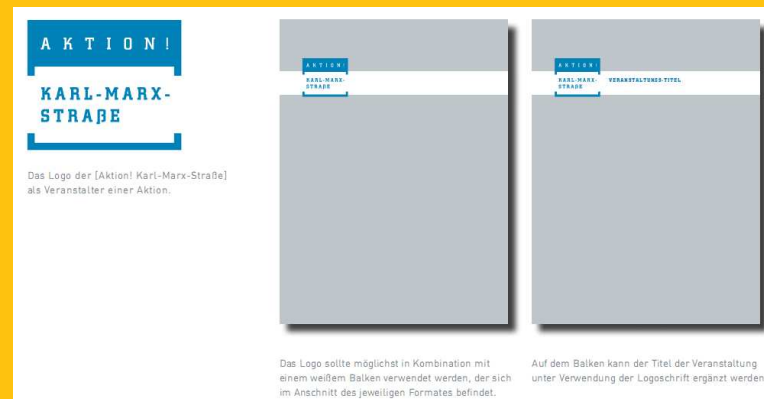 AKTION!
KARL-MARX-
STRAßE
Das Logo der [Aktion! Karl-Marx-Straße]
als Veranstalter einer Aktion.
AKTION!
KARL-MARX-
STRAßE
Das Logo sollte möglichst in Kombination mit
einem weißem Balken verwendet werden, der sich
im Anschnitt des jeweiligen Formates befindet.
AKTION!
KARL-MARX-
STRAßE
VERANSTALTUNGS-TITEL
Auf dem Balken kann der Titel der Veranstaltung
unter Verwendung der Logoschrift ergänzt werden